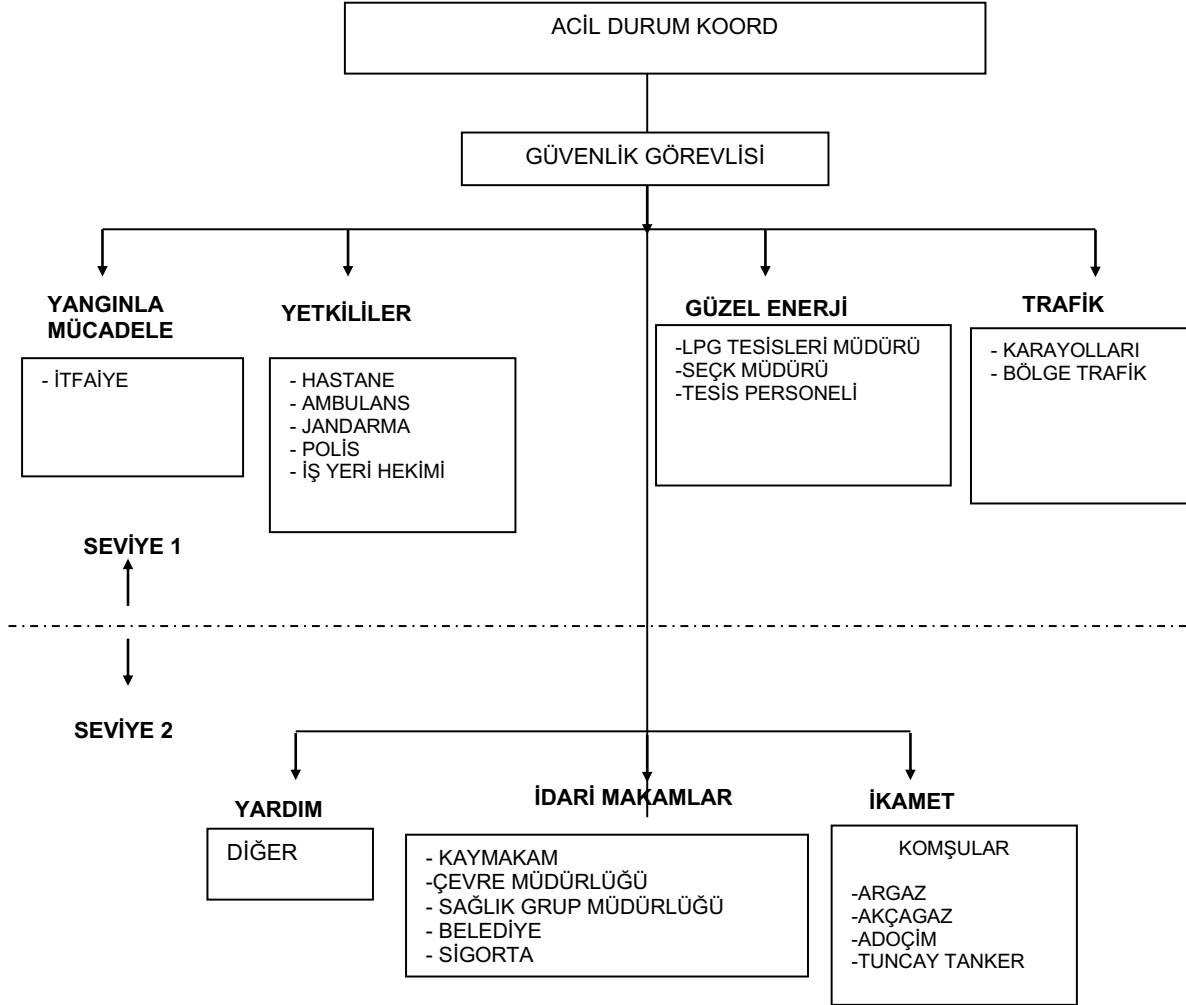 ACİL DURUM KOORD
GÜVENLİK GÖREVLİSİ
YANGINLA
MÜCADELE
- İTFAİYE
YETKİLİLER
- HASTANE
- AMBULANS
- JANDARMA
- POLİS
- İŞ YERİ HEKİMİ
GÜZEL ENERJİ
-LPG TESİSLERİ MÜDÜRÜ
-SEÇK MÜDÜRÜ
-TESİS PERSONELİ
TRAFİK
- KARAYOLLARI
- BÖLGE TRAFİK
SEVİYE 1
SEVİYE 2
YARDIM
DİĞER
İDARİ MAKAMLAR
- KAYMAKAM
-ÇEVRE MÜDÜRLÜĞÜ
- SAĞLIK GRUP MÜDÜRLÜĞÜ
- BELEDİYE
- SİGORTA
İKAMET
KOMŞULAR
-ARGAZ
-AKÇAGAZ
-ADOÇİM
-TUNCAY TANKER